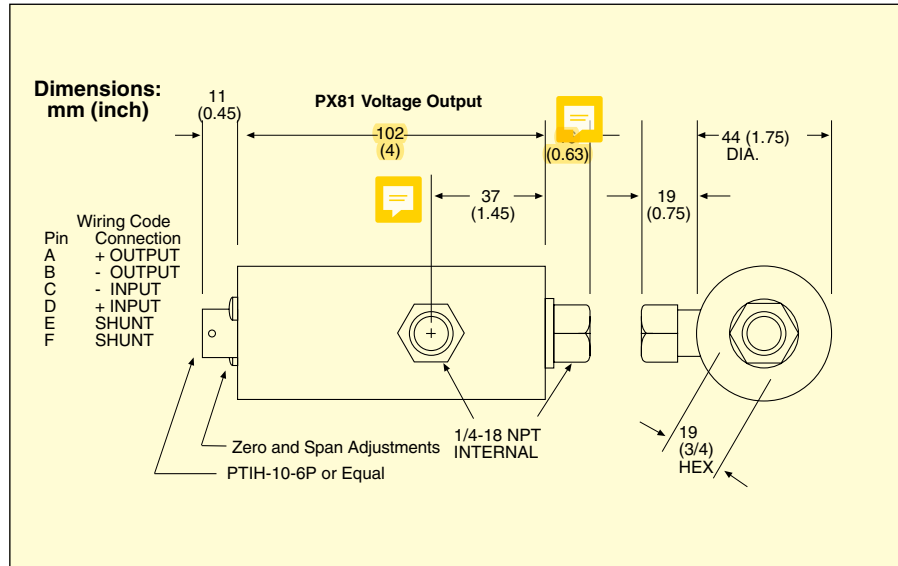 Dimensions:
mm (inch)
11
(0.45)
PX81 Voltage Output
102
(4)
(0.63)
44 (1.75)
DIA.
37
(1.45)
19
(0.75)
Wiring Code
Pin Connection
A + OUTPUT
B - OUTPUT
C - INPUT
D + INPUT
E SHUNT
F SHUNT
1/4-18 NPT
INTERNAL
19
(3/4)
HEX
Zero and Span Adjustments
PTIH-10-6P or Equal